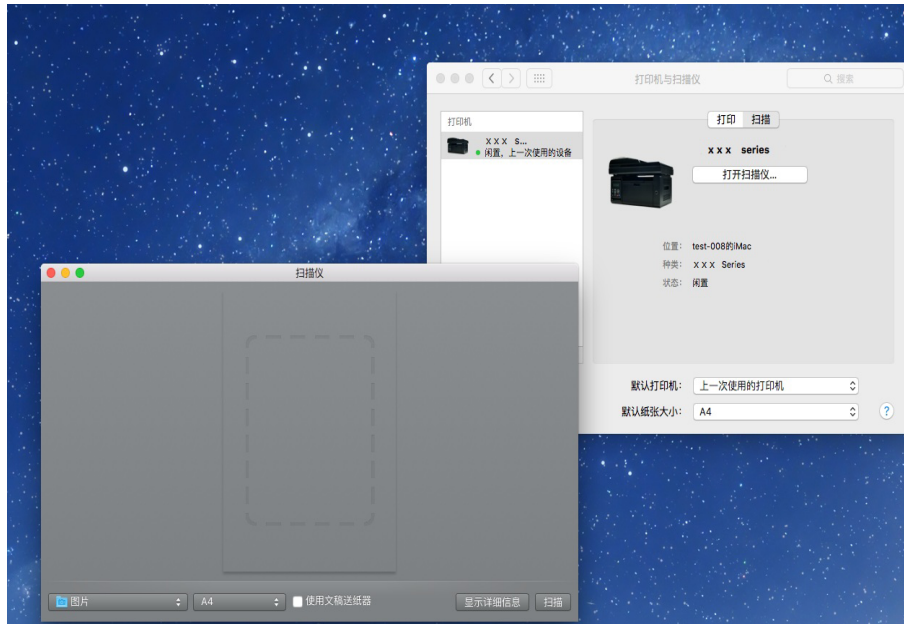 打印机与扫描仪
搜索
打印机
X X X S...
闲置，上一次使用的设备
打印 扫描
x x x series
打开扫描仪...
位置： test-008的iMac
种类： X X X Series
状态： 闲置
默认打印机： 上一次使用的打印机
默认纸张大小： A4
?
扫描仪
图片
A4
使用文稿送纸器
显示详细信息
扫描